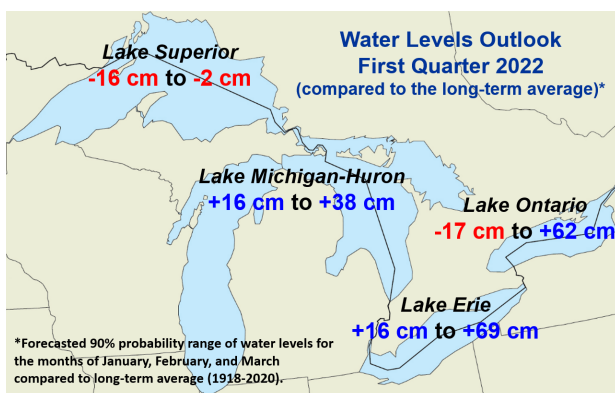 Water Levels Outlook
First Quarter 2022
(compared to the long-term average)*
Lake Superior
-16 cm to -2 cm
Lake Michigan-Huron
+16 cm to +38 cm
Lake Ontario
-17 cm to +62 cm
Lake Erie
+16 cm to +69 cm
*Forecasted 90% probability range of water levels for
the months of January, February, and March
compared to long-term average (1918-2020).